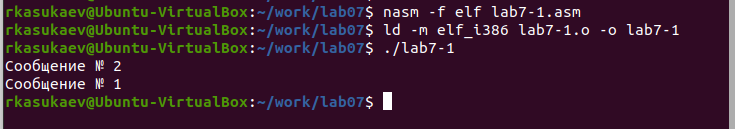 rkasukaev@Ubuntu-VirtualBox:~/work/lab07$ nasm -f elf lab7-1.asm
rkasukaev@Ubuntu-VirtualBox:~/work/lab07$ ld -m elf_i386 lab7-1.o -o lab7-1
rkasukaev@Ubuntu-VirtualBox:~/work/lab07$ ./lab7-1
Сообщение № 2
Сообщение № 1
rkasukaev@Ubuntu-VirtualBox:~/work/lab07$